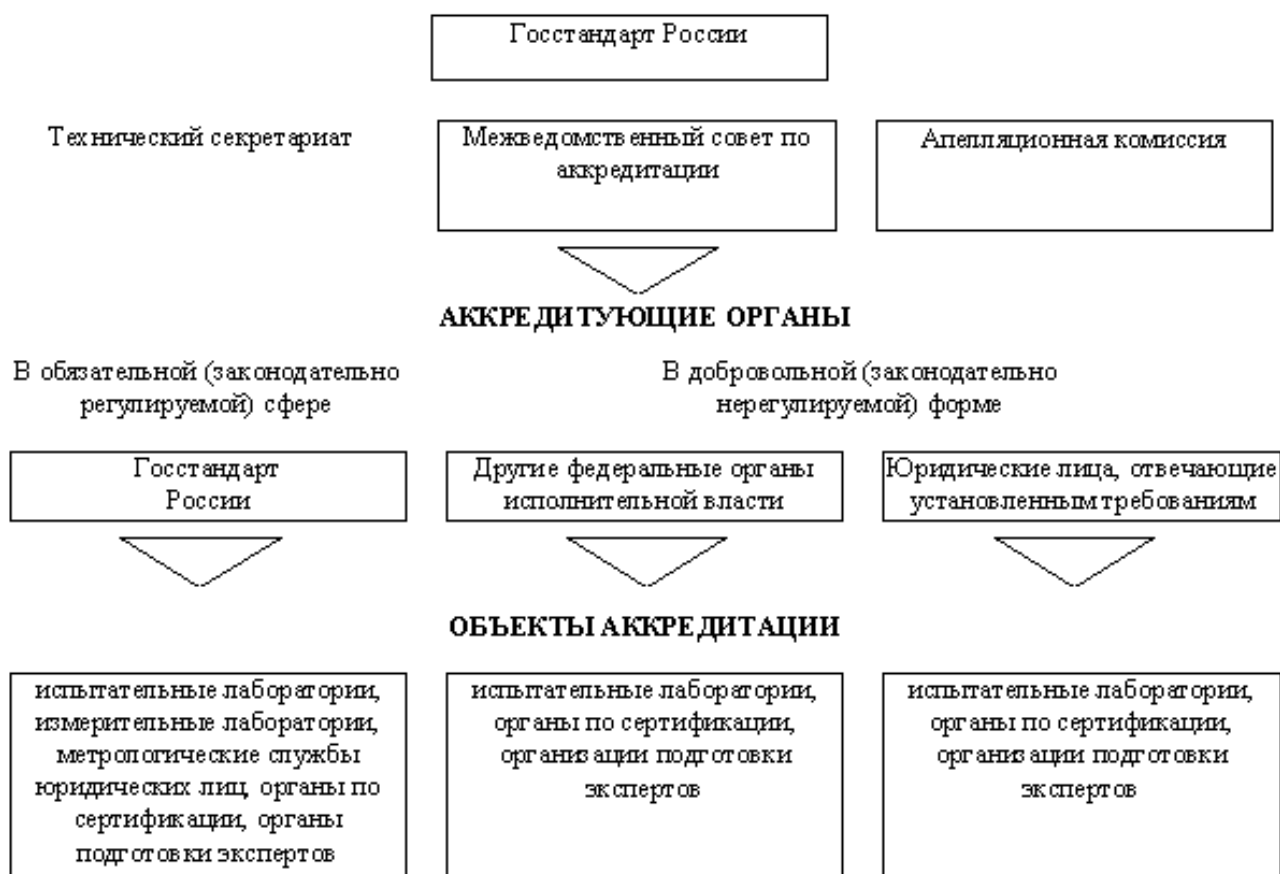 Госстандарт России
Технический секретариат
Межведомственный совет по
аккредитации
Апелляционная комиссия
АККРЕДИТУЮЩИЕ ОРГАНЫ
В обязательной (законодательно
регулируемой) сфере
В добровольной (законодательно
нерегулируемой) форме
Госстандарт
России
Другие федеральные органы
исполнительной власти
Юридические лица, отвечающие
установленным требованиям
ОБЪЕКТЫ АККРЕДИТАЦИИ
испытательные лаборатории,
измерительные лаборатории,
метрологические службы
юридических лиц, органы по
сертификации, органы
подготовки экспертов
испытательные лаборатории,
органы по сертификации,
организации подготовки
экспертов
испытательные лаборатории,
органы по сертификации,
организации подготовки
экспертов